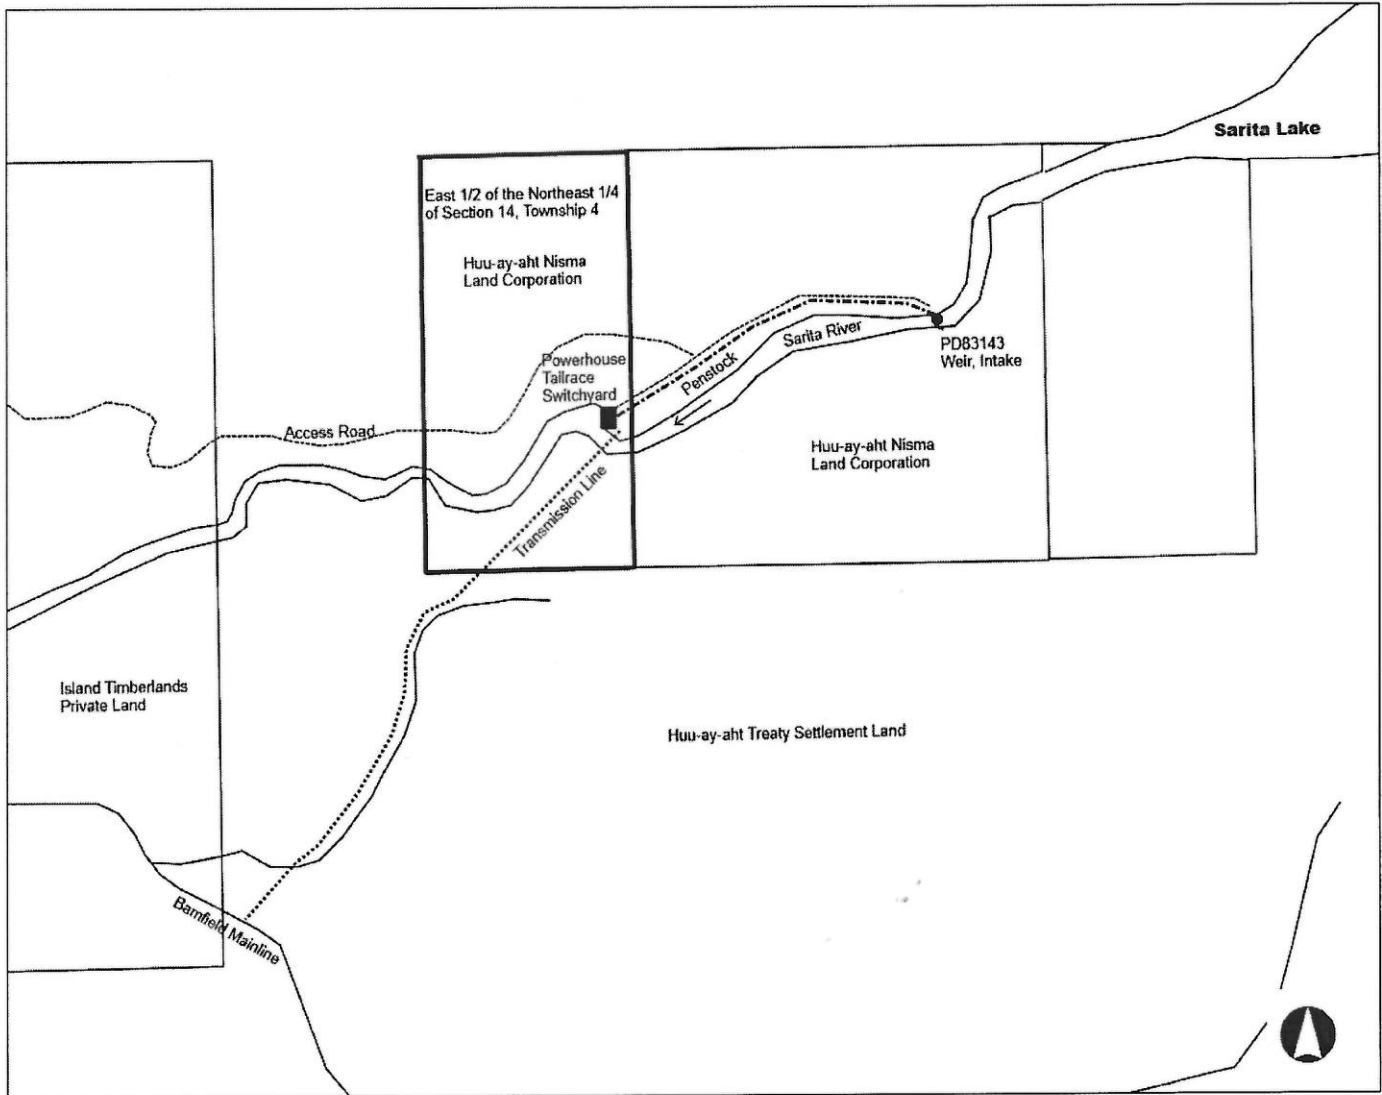 Sarita Lake
East 1/2 of the Northeast 1/4
of Section 14, Township 4
Huu-ay-aht Nisma
Land Corporation
Sarita River
PD83143
Weir, Intake
Powerhouse
Tailrace
Switchyard
Penstock
Access Road
Huu-ay-aht Nisma
Land Corporation
Transmission Line
Island Timberlands
Private Land
Huu-ay-aht Treaty Settlement Land
Bamfield Mainline